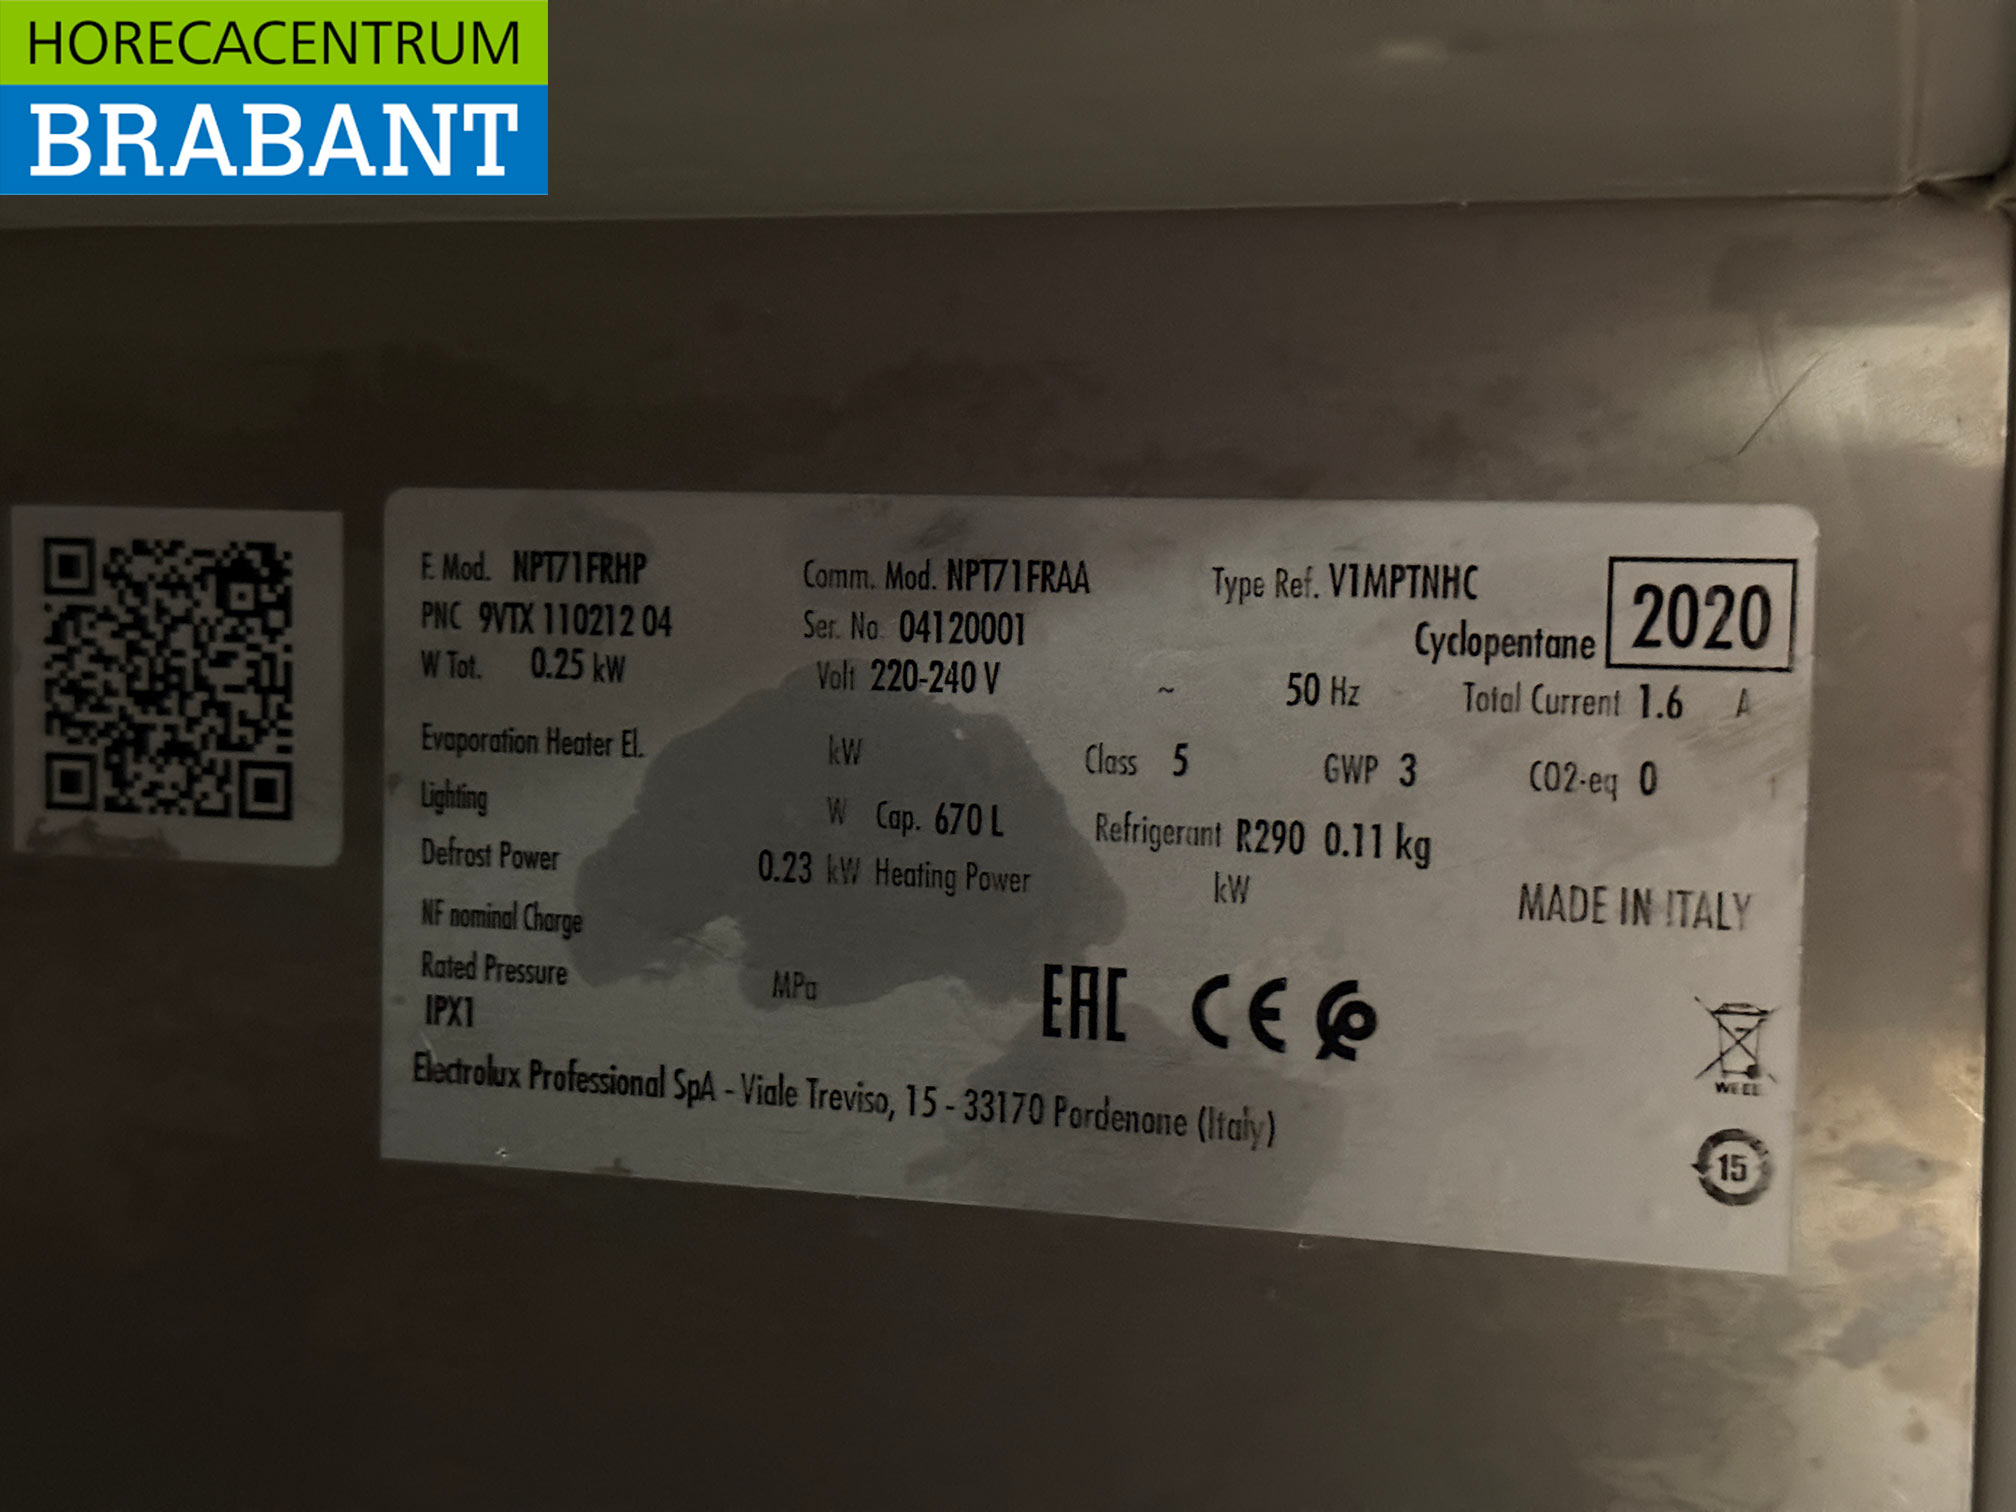 HORECACENTRUM
BRABANT
F. Mod. NPT71FRHP Comm. Mod. NPT71FRAA Type Ref. V1MPTNHC 2020
PNC 9VTX 110212 04 Ser. No. 04120001 Cyclopentane
W Tot. 0.25 kW Volt 220-240 V ~ 50 Hz Total Current 1.6 A
Evaporation Heater El. kW Class 5 GWP 3 CO2-eq 0
Lighting W Cap. 670 L Refrigerant R290 0.11 kg
Defrost Power 0.23 kW Heating Power kW MADE IN ITALY
NF nominal Charge
Rated Pressure MPa
IPX1
EAC CE
WEEE
Electrolux Professional SpA - Viale Treviso, 15 - 33170 Pordenone (Italy)
15